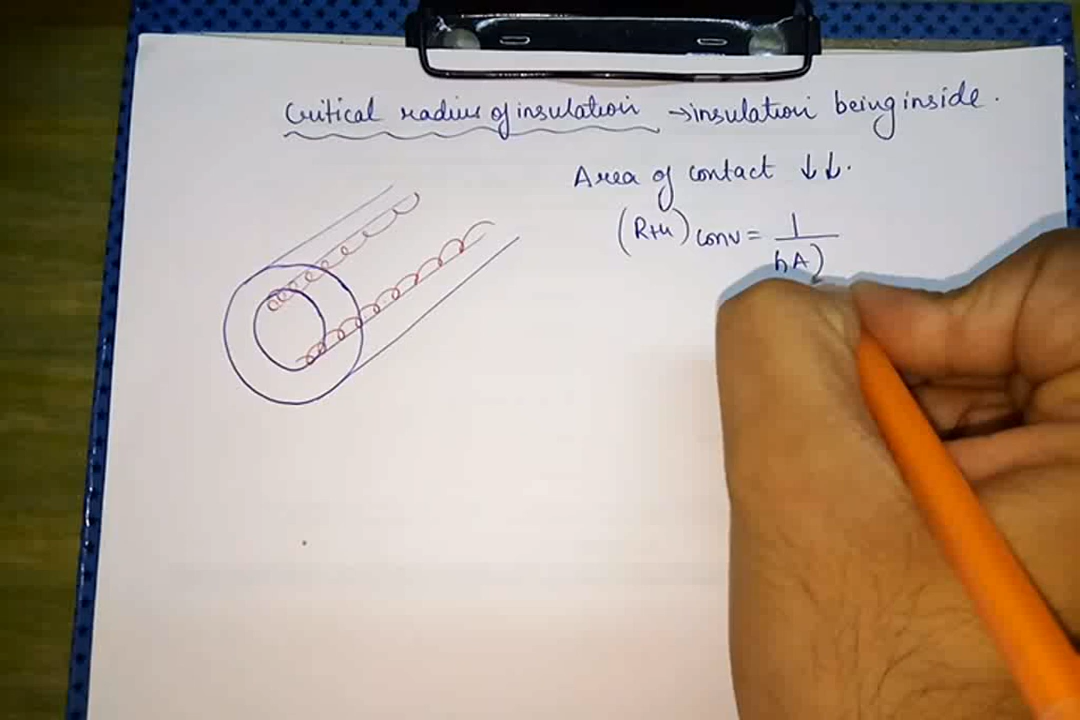 Critical radius of insulation → insulation being inside.
Area of contact ↓↓.
(Rth)conv = 1
hA)